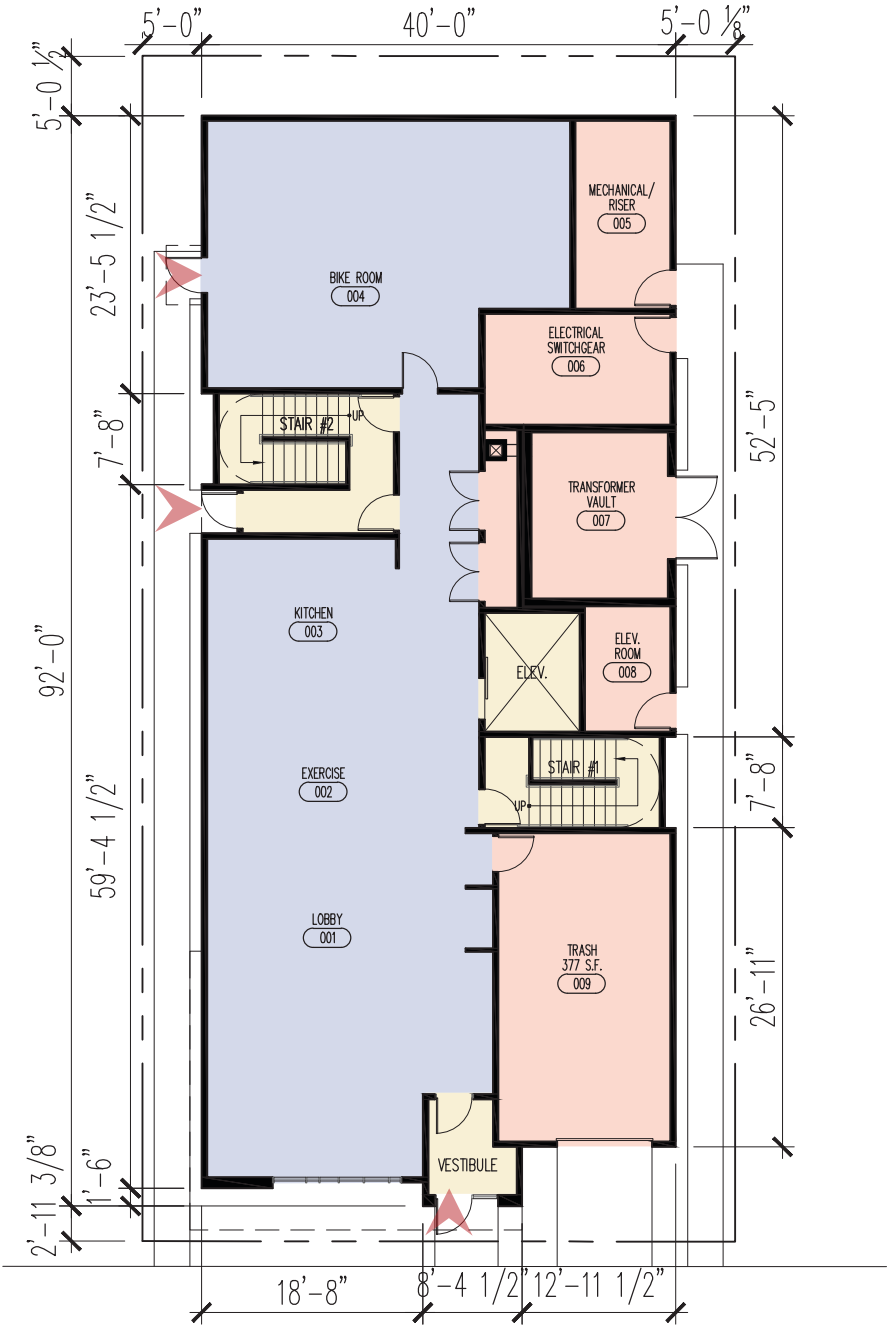 5'-0"
40'-0"
5'-0 ⅛"
5'-0 ½"
23'-5 1/2"
7'-8"
92'-0"
59'-4 1/2"
1'-6"
2'-11 3/8"
52'-5"
7'-8"
26'-11"
MECHANICAL/
RISER
005
BIKE ROOM
004
ELECTRICAL
SWITCHGEAR
006
STAIR #2
UP
TRANSFORMER
VAULT
007
KITCHEN
003
ELEV.
ROOM
008
ELEV.
EXERCISE
002
STAIR #1
UP
LOBBY
001
TRASH
377 S.F.
009
VESTIBULE
18'-8"
8'-4 1/2"
12'-11 1/2"